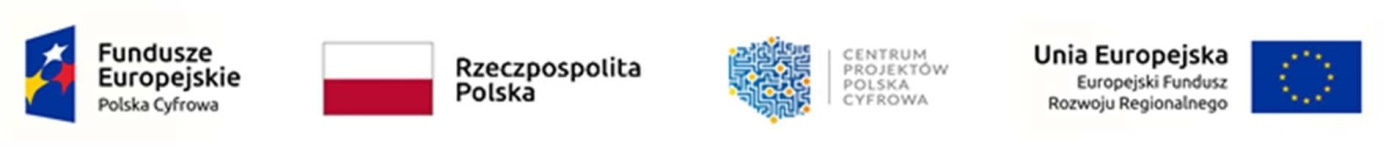 Fundusze
Europejskie
Polska Cyfrowa
Rzeczpospolita
Polska
CENTRUM
PROJEKTÓW
POLSKA
CYFROWA
Unia Europejska
Europejski Fundusz
Rozwoju Regionalnego